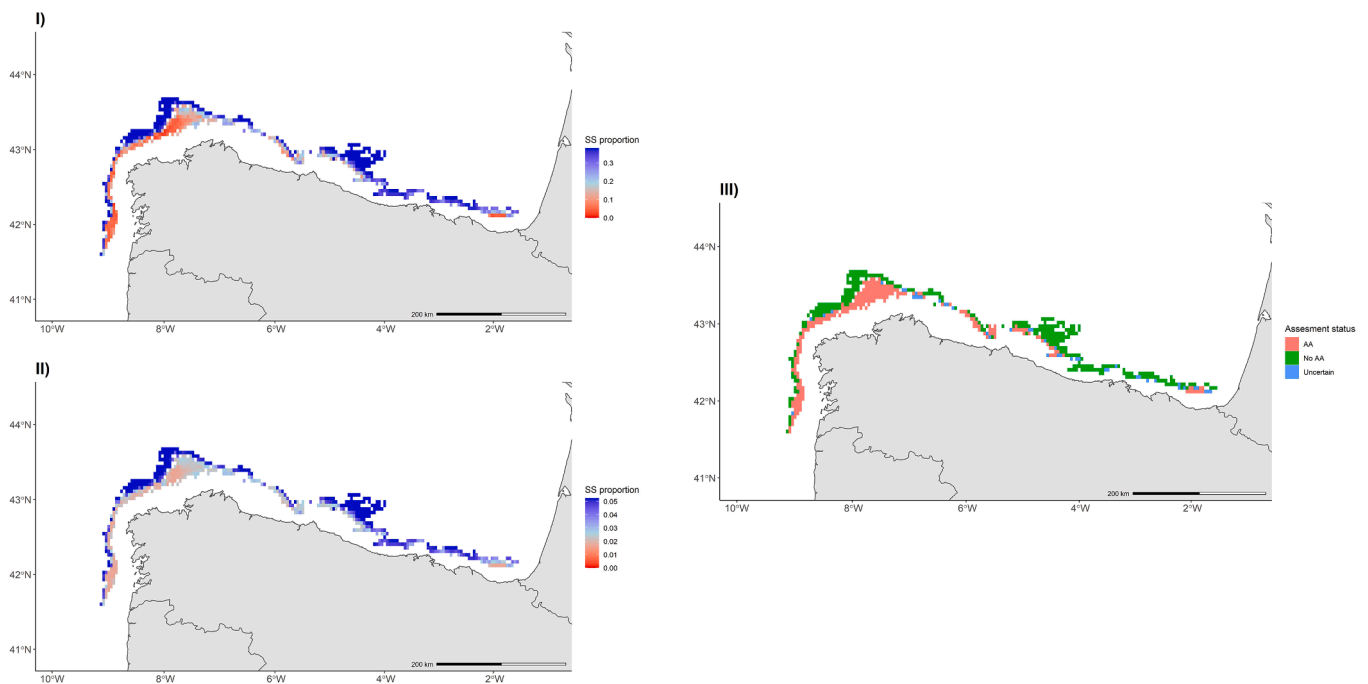 I)
44°N
43°N
42°N
41°N
10°W
8°W
6°W
4°W
2°W
200 km
SS proportion
0.3
0.2
0.1
0.0
II)
44°N
43°N
42°N
41°N
10°W
8°W
6°W
4°W
2°W
200 km
SS proportion
0.05
0.04
0.03
0.02
0.01
0.00
III)
44°N
43°N
42°N
41°N
10°W
8°W
6°W
4°W
2°W
200 km
Assesment status
AA
No AA
Uncertain